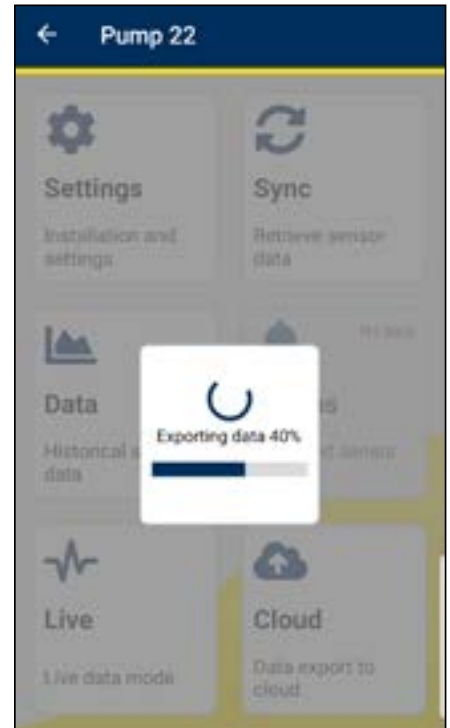 Pump 22
Settings
Sync
Installation and
settings
Retrieve sensor
data
Data
Historical
data
Exporting data 40%
sensor
Live
Cloud
Live data mode
Data export to
cloud